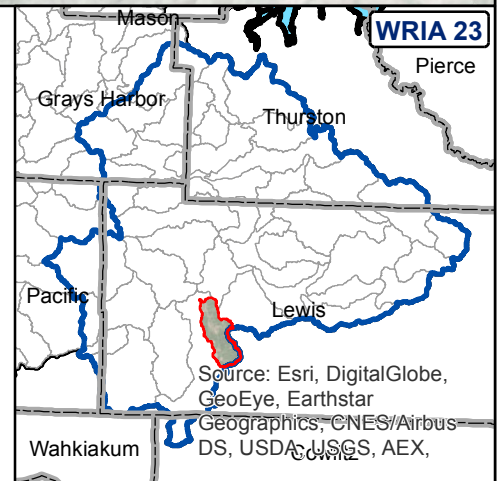 Mason
WRIA 23
Pierce
Grays Harbor
Thurston
Pacific
Lewis
Source: Esri, DigitalGlobe,
GeoEye, Earthstar
Geographics, CNES/Airbus
DS, USDA, USGS, AEX,
Wahkiakum
Cowlitz